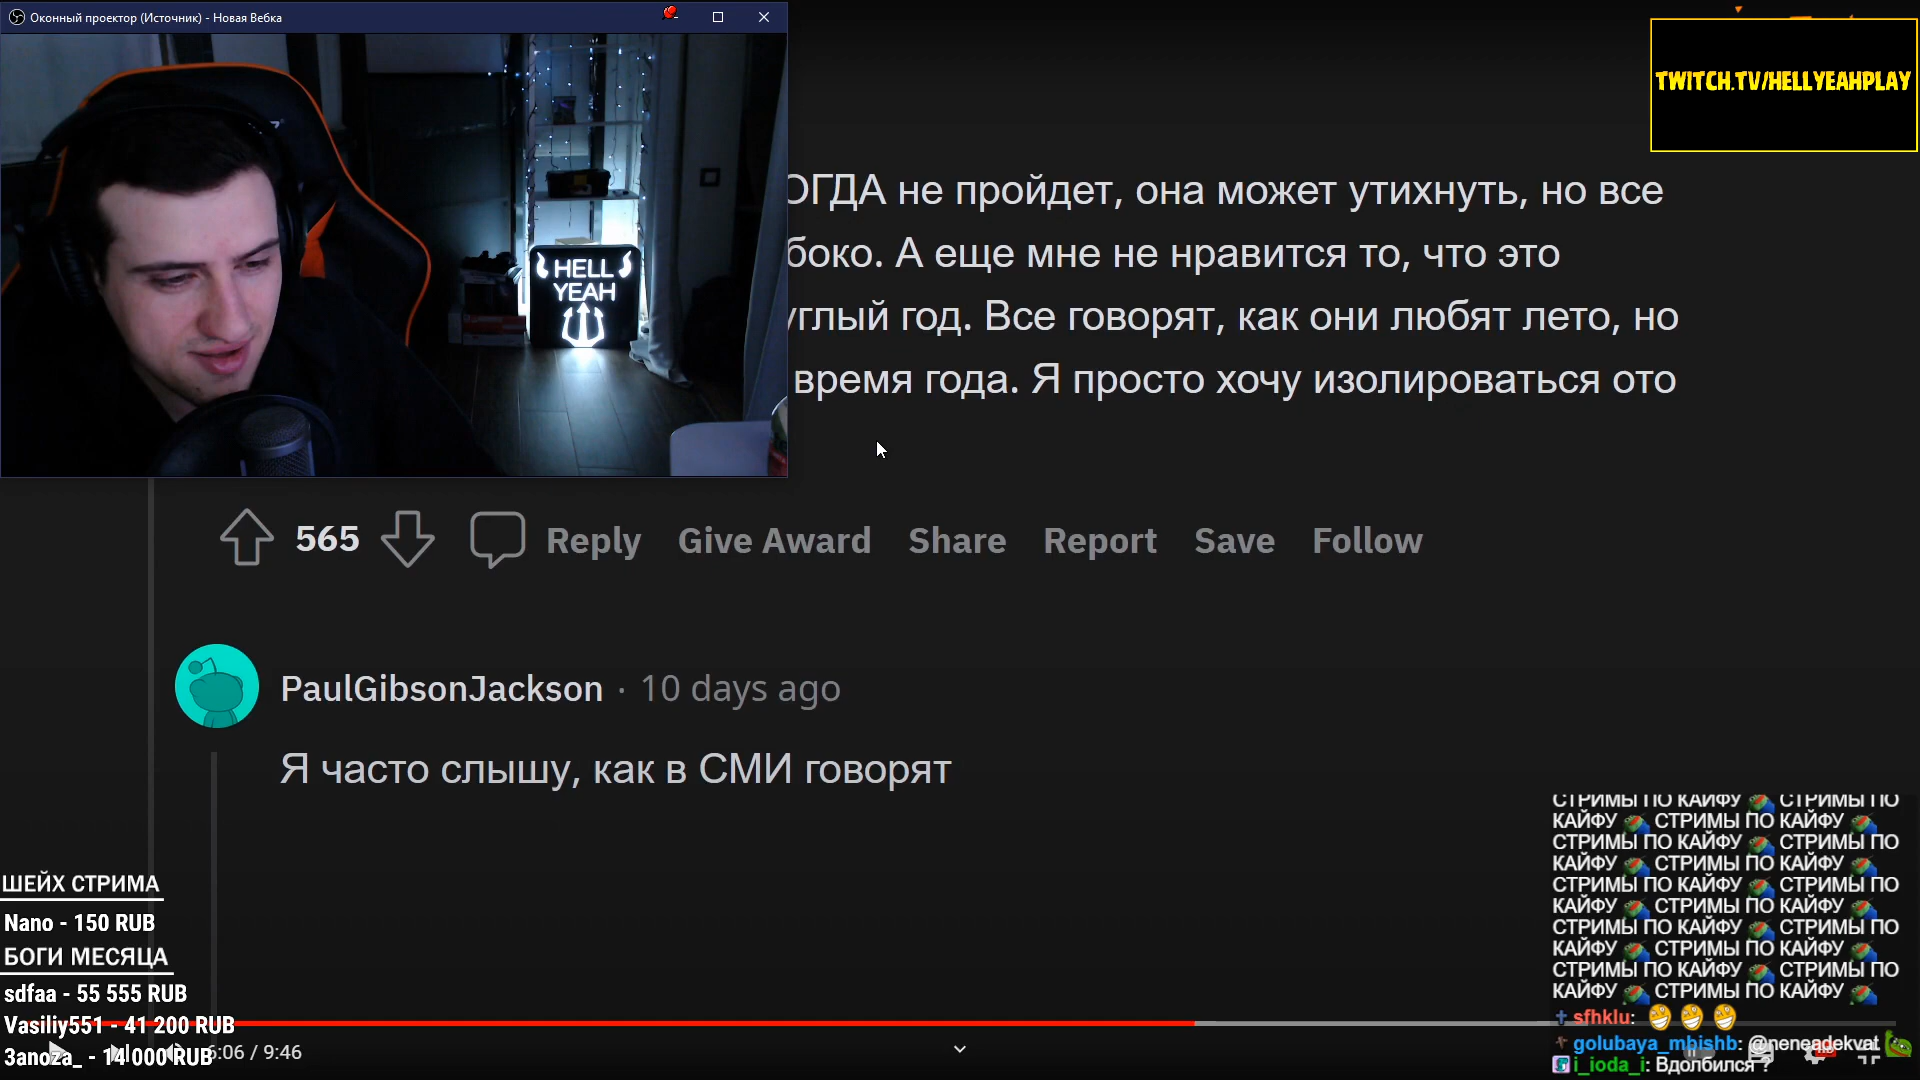 Оконный проектор (Источник) - Новая Вебка
TWITCH.TV/HELLYEAHPLAY
HELL
YEAH
ОГДА не пройдет, она может утихнуть, но все
боко. А еще мне не нравится то, что это
углый год. Все говорят, как они любят лето, но
время года. Я просто хочу изолироваться ото
565 Reply Give Award Share Report Save Follow
PaulGibsonJackson · 10 days ago
Я часто слышу, как в СМИ говорят
ШЕЙХ СТРИМА
Nano - 150 RUB
БОГИ МЕСЯЦА
sdfaa - 55 555 RUB
Vasiliy551 - 41 200 RUB
3anoza_ - 14 000 RUB
6:06 / 9:46
СТРИМЫ ПО КАЙФУ СТРИМЫ ПО
КАЙФУ СТРИМЫ ПО КАЙФУ
СТРИМЫ ПО КАЙФУ СТРИМЫ ПО
КАЙФУ СТРИМЫ ПО КАЙФУ
СТРИМЫ ПО КАЙФУ СТРИМЫ ПО
КАЙФУ СТРИМЫ ПО КАЙФУ
СТРИМЫ ПО КАЙФУ СТРИМЫ ПО
КАЙФУ СТРИМЫ ПО КАЙФУ
СТРИМЫ ПО КАЙФУ СТРИМЫ ПО
КАЙФУ СТРИМЫ ПО КАЙФУ
sfhklu:
golubaya_mbishb: @neneadekvat
i_ioda_i: Вдолбился ?
HD